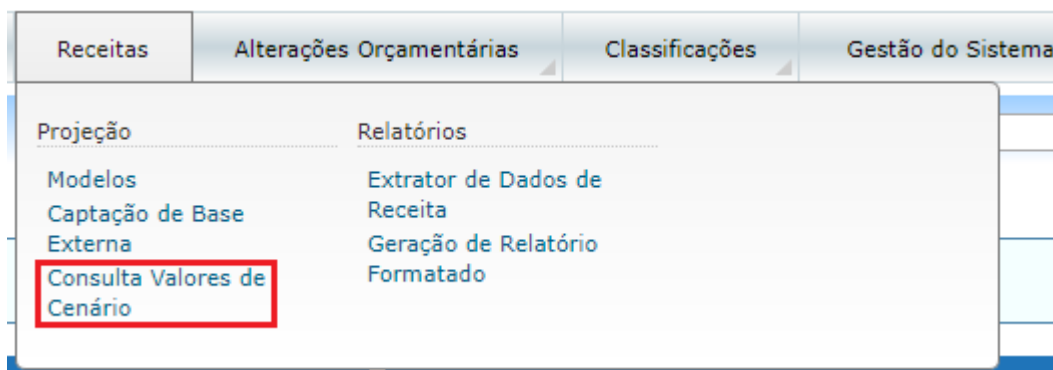 Receitas
Alterações Orçamentárias
Classificações
Gestão do Sistema
Projeção
Modelos
Captação de Base
Externa
Consulta Valores de
Cenário
Relatórios
Extrator de Dados de
Receita
Geração de Relatório
Formatado